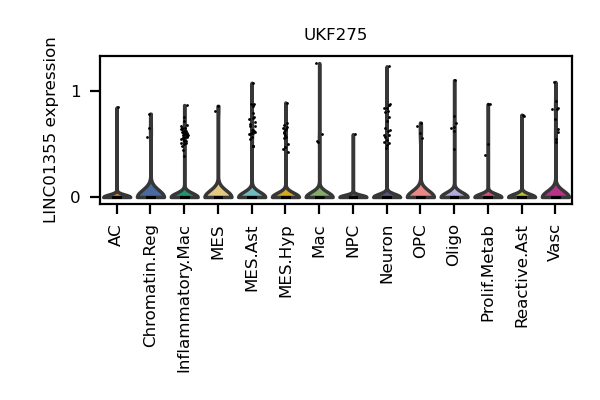 UKF275
LINC01355 expression
1
0
AC
Chromatin.Reg
Inflammatory.Mac
MES
MES.Ast
MES.Hyp
Mac
NPC
Neuron
OPC
Oligo
Prolif.Metab
Reactive.Ast
Vasc